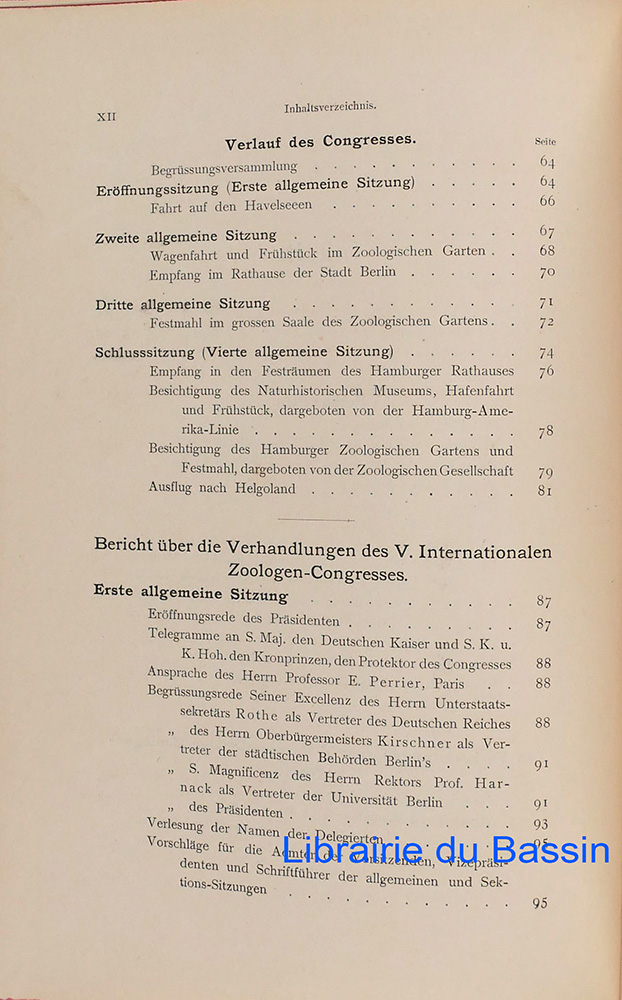 XII
Inhaltsverzeichnis.
Verlauf des Congresses.
Seite
Begrüssungsversammlung . . . . . . . . . . . 64
Eröffnungssitzung (Erste allgemeine Sitzung) . . . . . 64
Fahrt auf den Havelseeen . . . . . . . . . . 66
Zweite allgemeine Sitzung . . . . . . . . . . . . 67
Wagenfahrt und Frühstück im Zoologischen Garten . . 68
Empfang im Rathause der Stadt Berlin . . . . . . 70
Dritte allgemeine Sitzung . . . . . . . . . . . . 71
Festmahl im grossen Saale des Zoologischen Gartens. . 72
Schlusssitzung (Vierte allgemeine Sitzung) . . . . . . 74
Empfang in den Festräumen des Hamburger Rathauses 76
Besichtigung des Naturhistorischen Museums, Hafenfahrt
und Frühstück, dargeboten von der Hamburg-Ame-
rika-Linie . . . . . . . . . . . . . . 78
Besichtigung des Hamburger Zoologischen Gartens und
Festmahl, dargeboten von der Zoologischen Gesellschaft 79
Ausflug nach Helgoland . . . . . . . . . . . 81
Bericht über die Verhandlungen des V. Internationalen
Zoologen-Congresses.
Erste allgemeine Sitzung . . . . . . . . . . . 87
Eröffnungsrede des Präsidenten . . . . . . . . . 87
Telegramme an S. Maj. den Deutschen Kaiser und S. K. u.
K. Hoh. den Kronprinzen, den Protektor des Congresses 88
Ansprache des Herrn Professor E. Perrier, Paris . . 88
Begrüssungsrede Seiner Excellenz des Herrn Unterstaats-
sekretärs Rothe als Vertreter des Deutschen Reiches 88
„ des Herrn Oberbürgermeisters Kirschner als Ver-
treter der städtischen Behörden Berlin's . . . . 91
„ S. Magnificenz des Herrn Rektors Prof. Har-
nack als Vertreter der Universität Berlin . . . 91
„ des Präsidenten . . . . . . . . . . . 93
Verlesung der Namen der Delegierten 95
Vorschläge für die Aemter der Vorsitzenden, Vizepräsi-
denten und Schriftführer der allgemeinen und Sek-
tions-Sitzungen . . . . . . . . . . . . 95
Librairie du Bassin